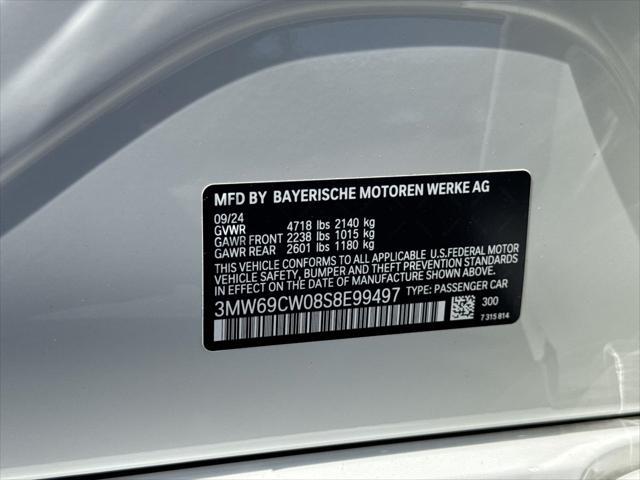 MFD BY BAYERISCHE MOTOREN WERKE AG
09/24
GVWR 4718 lbs 2140 kg
GAWR FRONT 2238 lbs 1015 kg
GAWR REAR 2601 lbs 1180 kg
THIS VEHICLE CONFORMS TO ALL APPLICABLE U.S.FEDERAL MOTOR
VEHICLE SAFETY, BUMPER AND THEFT PREVENTION STANDARDS
IN EFFECT ON THE DATE OF MANUFACTURE SHOWN ABOVE.
3MW69CW08S8E99497 TYPE: PASSENGER CAR
300
7 315 814